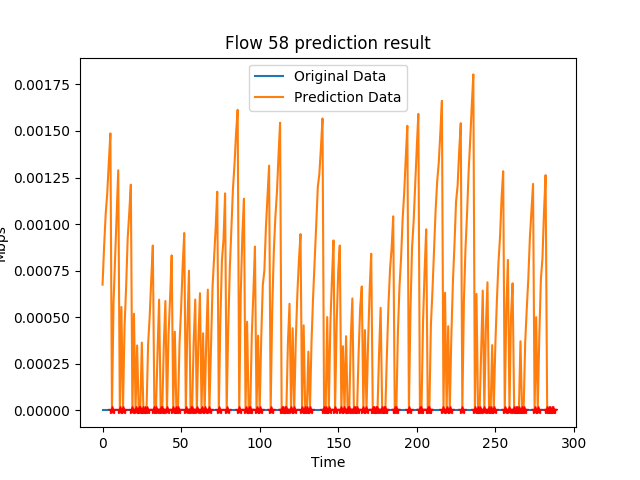 Flow 58 prediction result
Original Data
Prediction Data
0.00175
0.00150
0.00125
0.00100
0.00075
0.00050
0.00025
0.00000
Mbps
0 50 100 150 200 250 300
Time